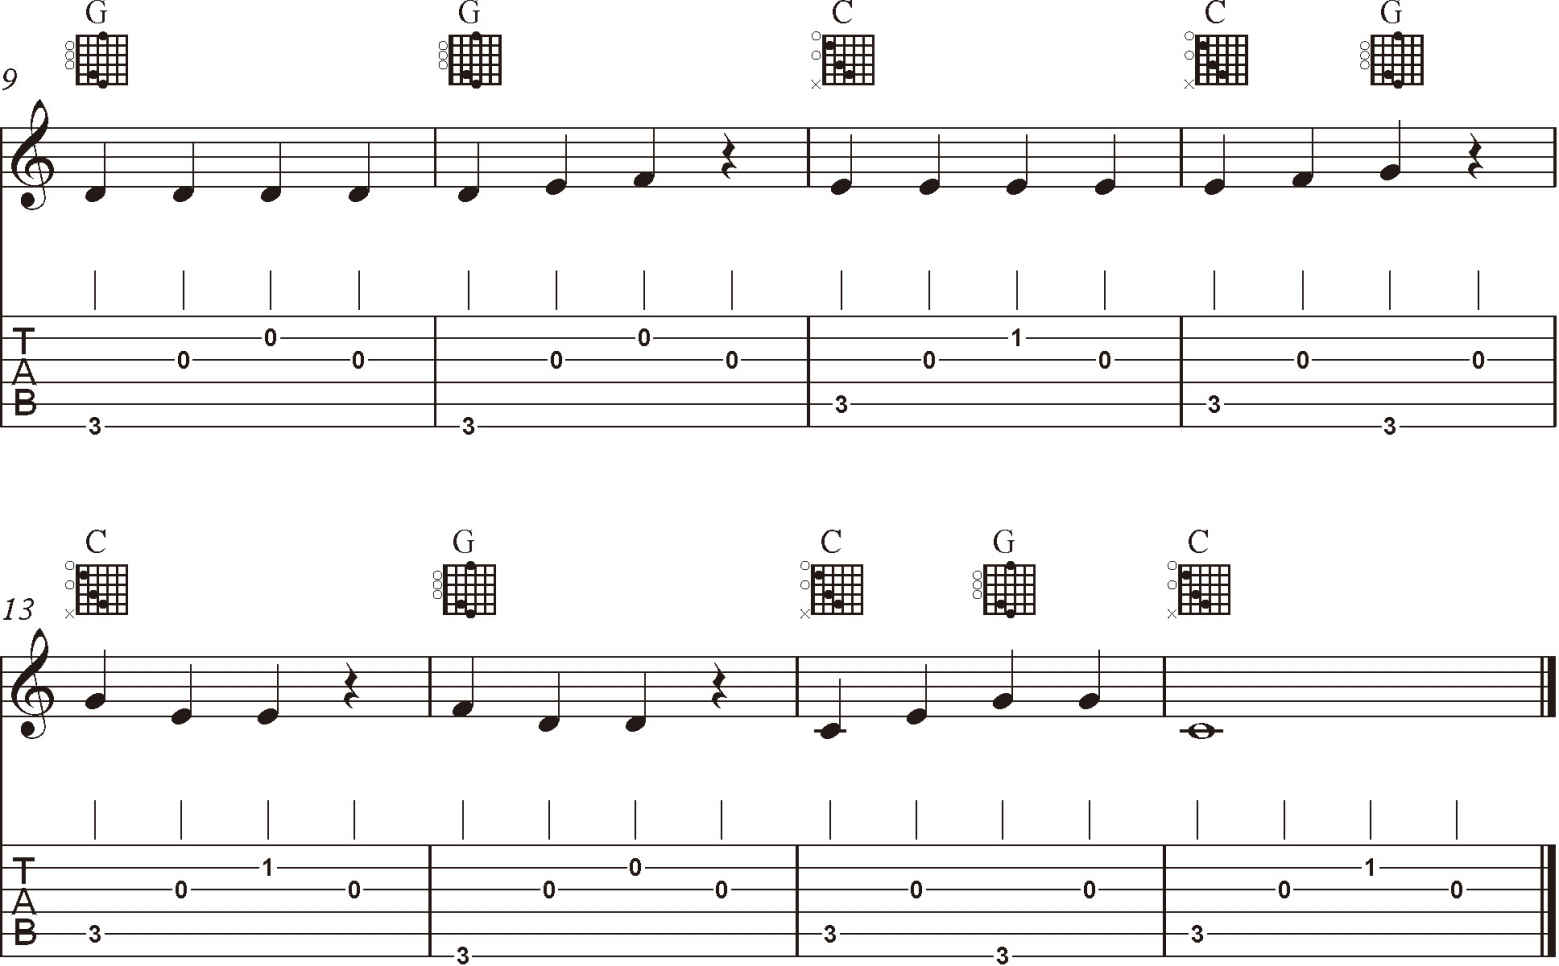 G G C C G
9
T 0 0 1
A 0 0 0 0 0 0 0 0
B 3 3
3 3 3
C G C G C
13
T 1 0 1
A 0 0 0 0 0 0 0
B 3 3 3
3 3